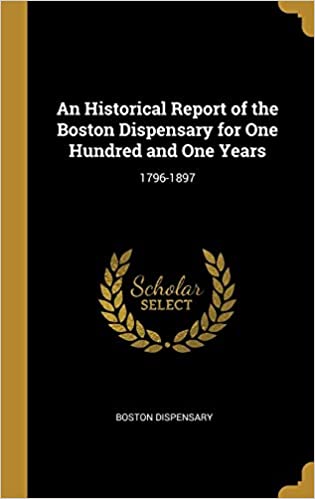 An Historical Report of the
Boston Dispensary for One
Hundred and One Years
1796-1897
SCHOLAR
SELECT
BOSTON DISPENSARY